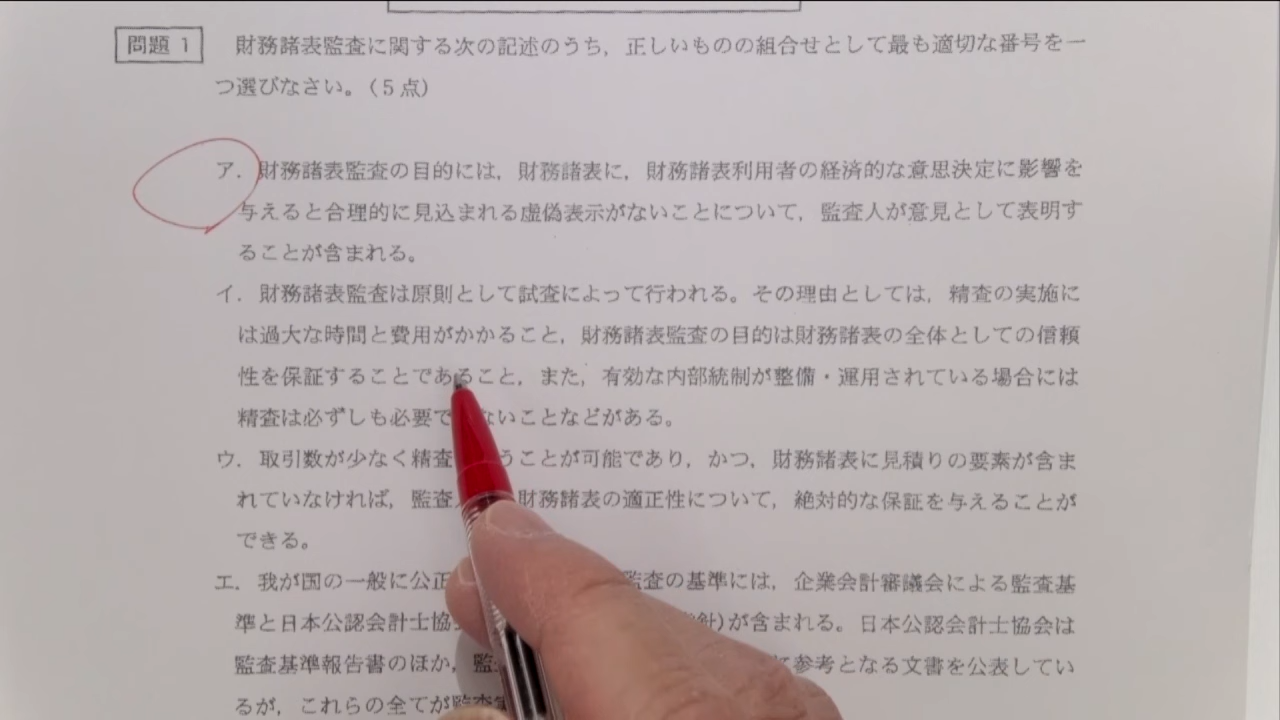 問題 1　財務諸表監査に関する次の記述のうち，正しいものの組合せとして最も適切な番号を一
つ選びなさい。（5点）
ア．財務諸表監査の目的には，財務諸表に，財務諸表利用者の経済的な意思決定に影響を
与えると合理的に見込まれる虚偽表示がないことについて，監査人が意見として表明す
ることが含まれる。
イ．財務諸表監査は原則として試査によって行われる。その理由としては，精査の実施に
は過大な時間と費用がかかること，財務諸表監査の目的は財務諸表の全体としての信頼
性を保証することであること，また，有効な内部統制が整備・運用されている場合には
精査は必ずしも必要で ないことなどがある。
ウ．取引数が少なく精査 うことが可能であり，かつ，財務諸表に見積りの要素が含ま
れていなければ，監査 財務諸表の適正性について，絶対的な保証を与えることが
できる。
エ．我が国の一般に公正 監査の基準には，企業会計審議会による監査基
準と日本公認会計士協 針)が含まれる。日本公認会計士協会は
監査基準報告書のほか，監 参考となる文書を公表してい
るが，これらの全てが監査